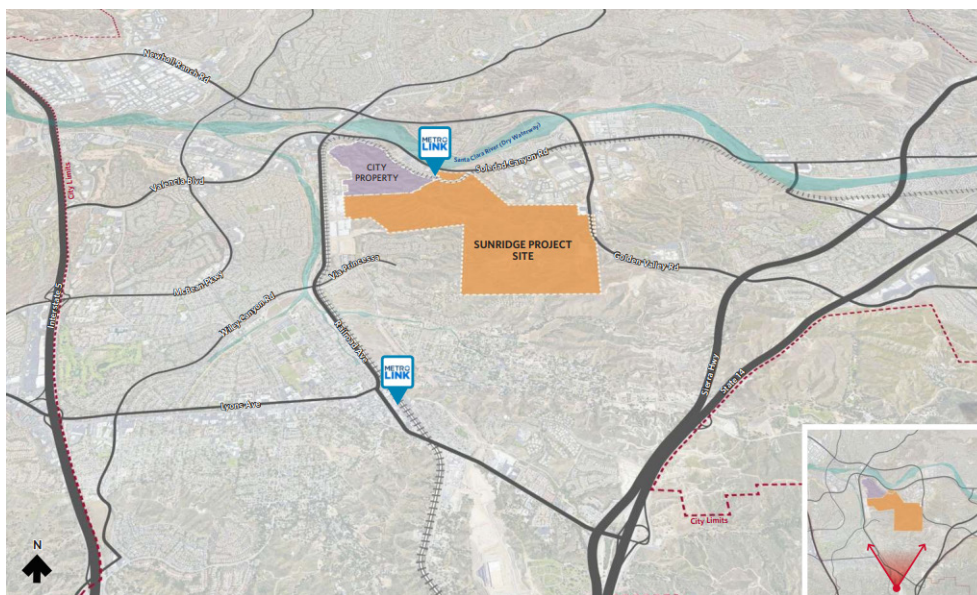 Newhall Ranch Rd
METRO
LINK
Santa Clara River (Dry Waterway)
Soledad Canyon Rd
CITY
PROPERTY
Valencia Blvd
City Limits
SUNRIDGE PROJECT
SITE
Golden Valley Rd
Via Princessa
McBean Pkwy
Wiley Canyon Rd
Interstate 5
Railroad Ave
METRO
LINK
Sierra Hwy
State 14
Lyons Ave
City Limits
N